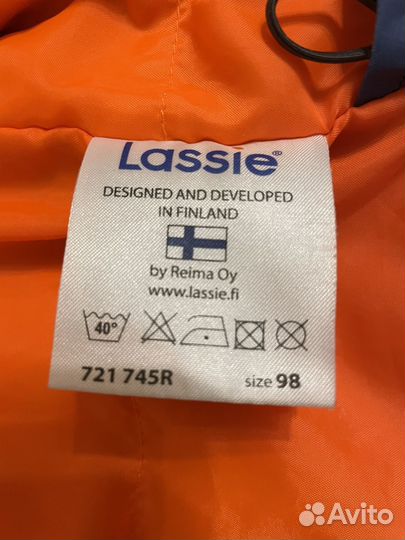 Lassie®
DESIGNED AND DEVELOPED
IN FINLAND
by Reima Oy
www.lassie.fi
40°
721 745R size 98
Avito